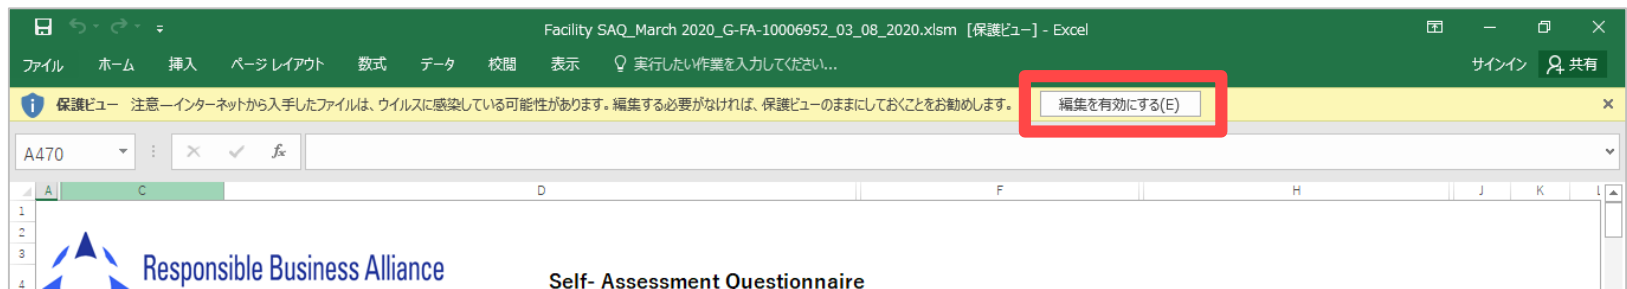 Facility SAQ_March 2020_G-FA-10006952_03_08_2020.xlsm [保護ビュー] - Excel
ファイル ホーム 挿入 ページ レイアウト 数式 データ 校閲 表示 実行したい作業を入力してください... サインイン 共有
保護ビュー 注意—インターネットから入手したファイルは、ウイルスに感染している可能性があります。編集する必要がなければ、保護ビューのままにしておくことをお勧めします。 編集を有効にする(E)
A470 fx
A C D F H J K L
1
2
3
4
Responsible Business Alliance
Self- Assessment Questionnaire